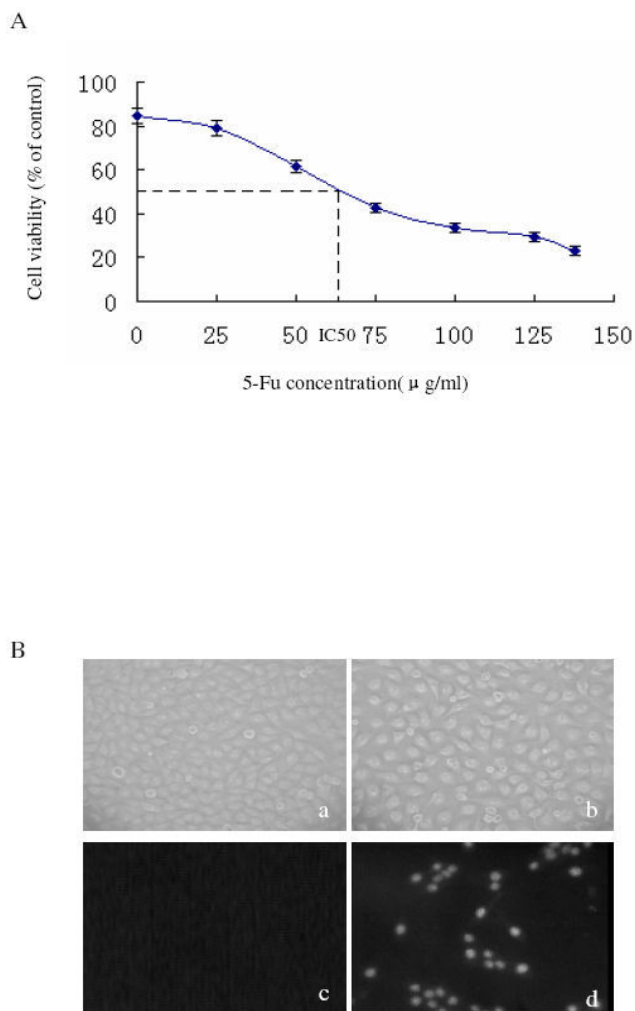 A
Cell viability (% of control)
100
80
60
40
20
0
0 25 50 IC50 75 100 125 150
5-Fu concentration( μ g/ml)
B
a b
c d